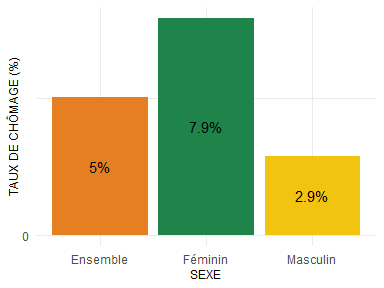 TAUX DE CHÔMAGE (%)
7.9%
5%
2.9%
0
Ensemble Féminin Masculin
SEXE